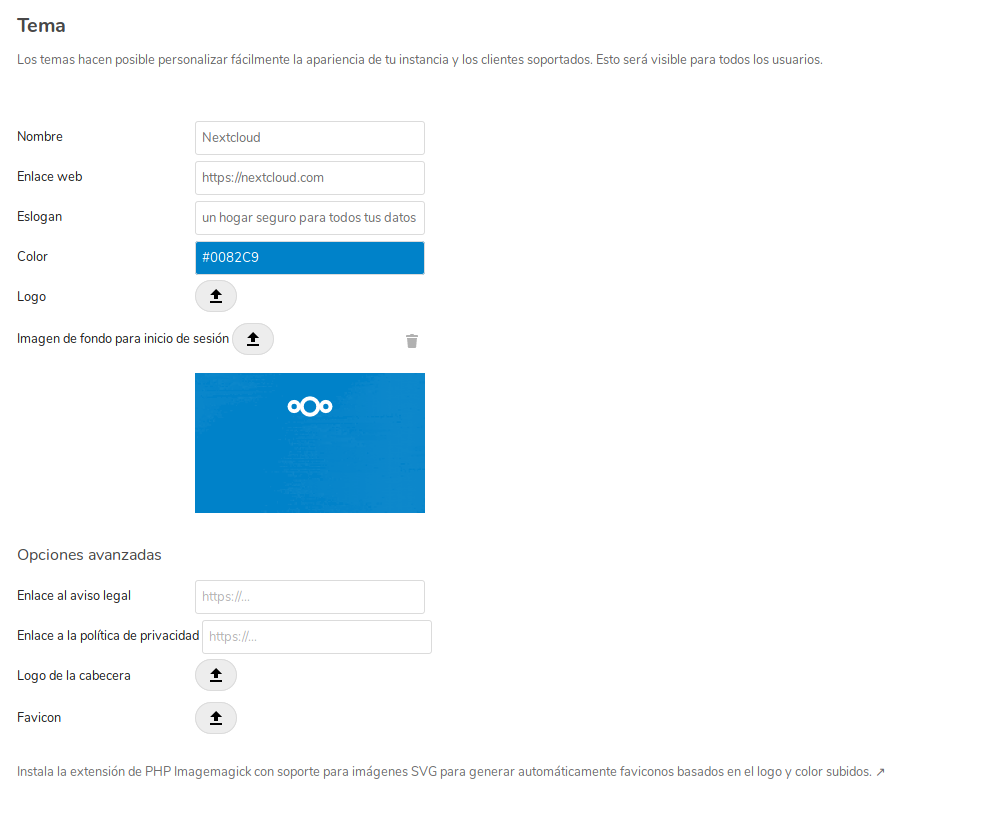 Tema
Los temas hacen posible personalizar fácilmente la apariencia de tu instancia y los clientes soportados. Esto será visible para todos los usuarios.
Nombre Nextcloud
Enlace web https://nextcloud.com
Eslogan un hogar seguro para todos tus datos
Color #0082C9
Logo
Imagen de fondo para inicio de sesión
Opciones avanzadas
Enlace al aviso legal https://...
Enlace a la política de privacidad https://...
Logo de la cabecera
Favicon
Instala la extensión de PHP Imagemagick con soporte para imágenes SVG para generar automáticamente faviconos basados en el logo y color subidos. ↗